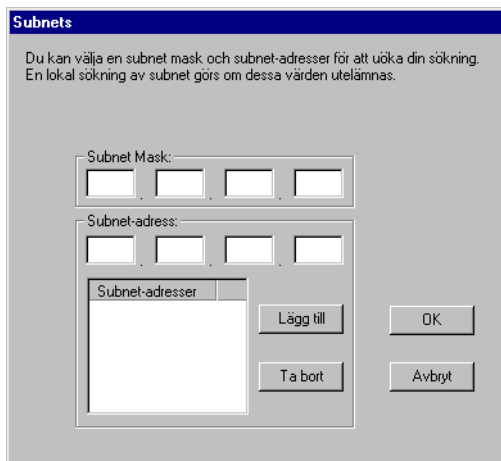 Subnets
Du kan välja en subnet mask och subnet-adresser för att uöka din sökning.
En lokal sökning av subnet görs om dessa värden utelämnas.
Subnet Mask:
. . .
Subnet-adress:
. . .
Subnet-adresser
Lägg till
OK
Ta bort
Avbryt